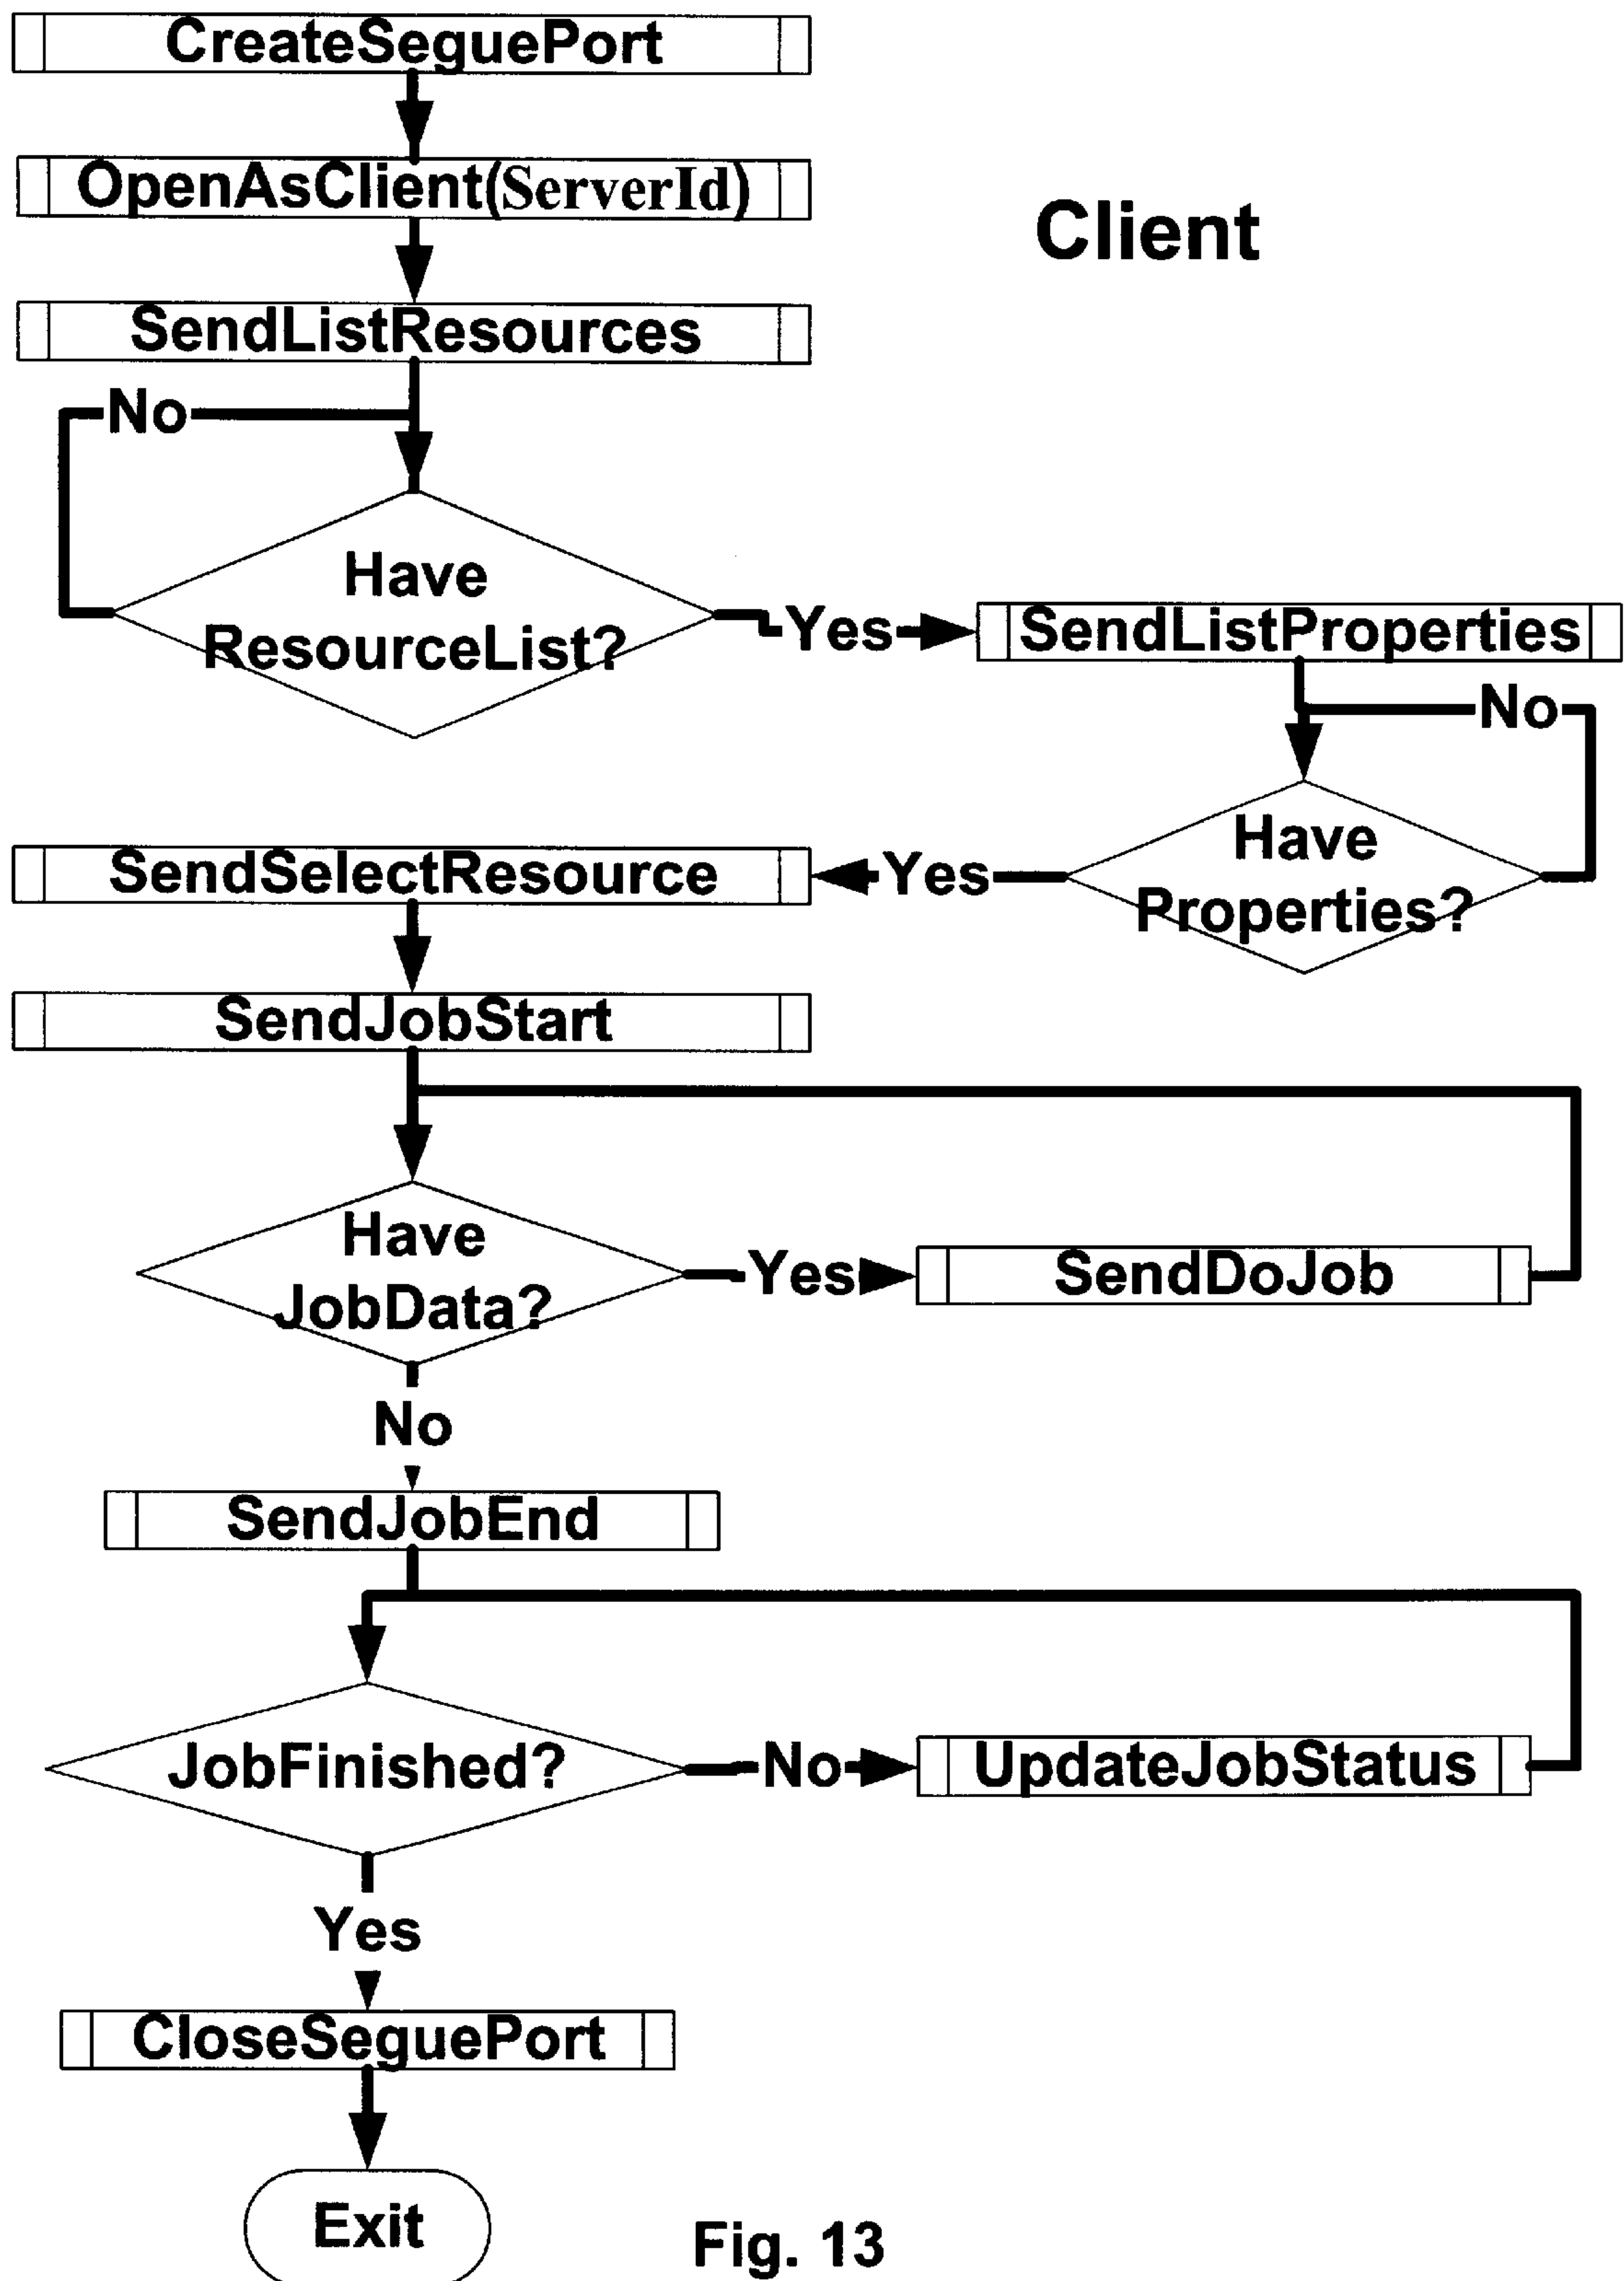 CreateSeguePort
OpenAsClient(ServerId)
Client
SendListResources
No
Have
ResourceList?
Yes
SendListProperties
No
Have
Properties?
Yes
SendSelectResource
SendJobStart
Have
JobData?
Yes
SendDoJob
No
SendJobEnd
JobFinished?
No
UpdateJobStatus
Yes
CloseSeguePort
Exit
Fig. 13